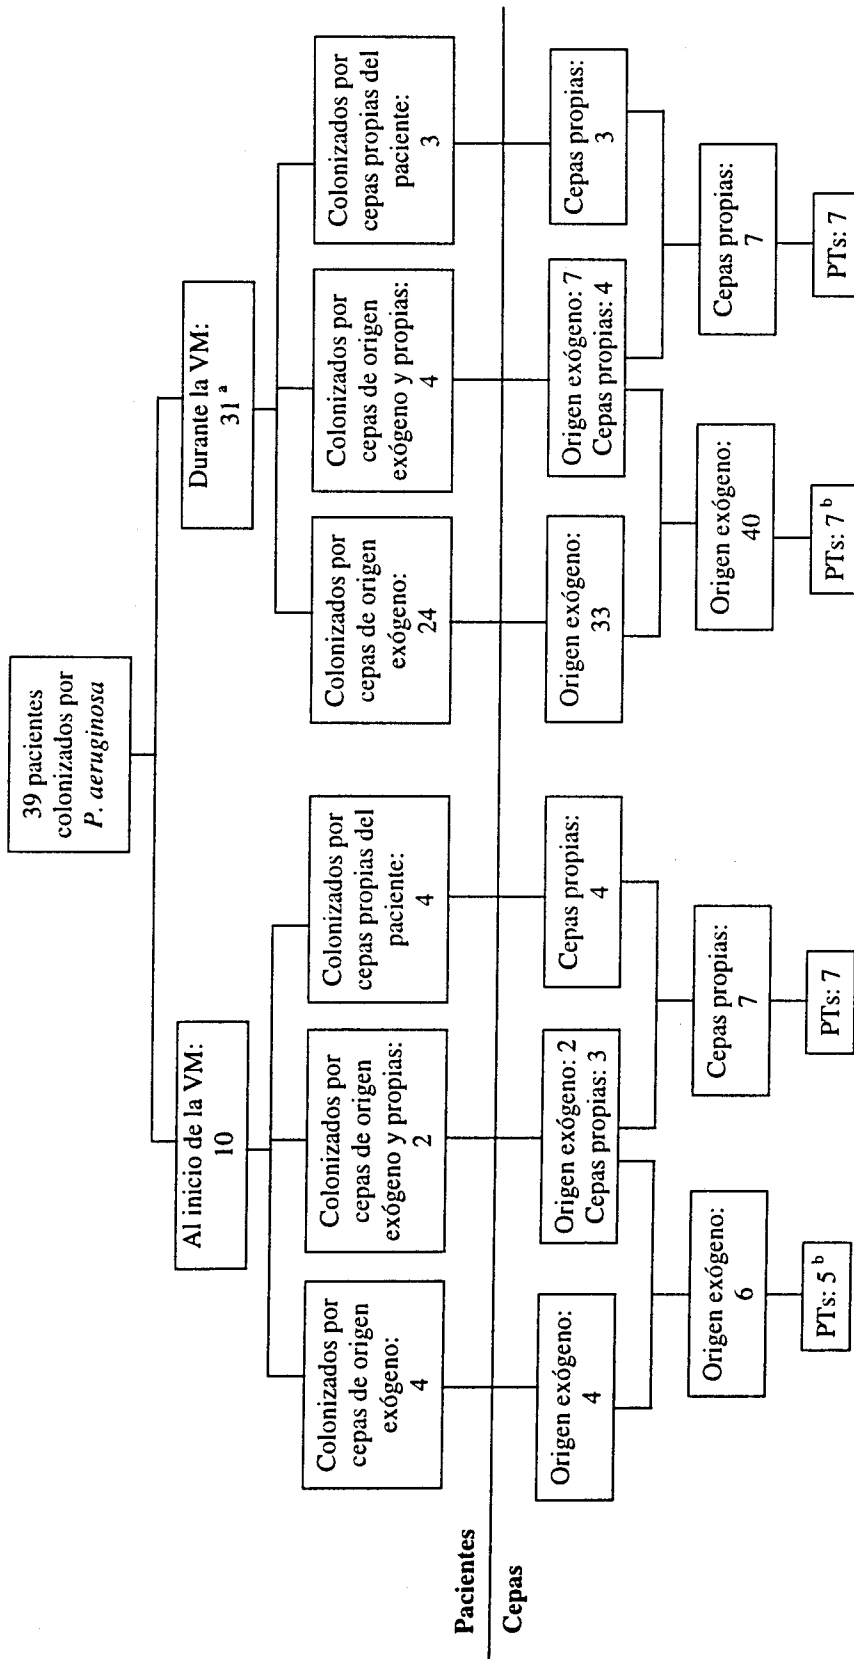 39 pacientes
colonizados por
P. aeruginosa
Al inicio de la VM:
10
Durante la VM:
31 a
Colonizados por
cepas de origen
exógeno:
4
Colonizados por
cepas de origen
exógeno y propias:
2
Colonizados por
cepas propias del
paciente:
4
Colonizados por
cepas de origen
exógeno:
24
Colonizados por
cepas de origen
exógeno y propias:
4
Colonizados por
cepas propias del
paciente:
3
Pacientes
Cepas
Origen exógeno:
4
Origen exógeno: 2
Cepas propias: 3
Cepas propias:
4
Origen exógeno:
33
Origen exógeno: 7
Cepas propias: 4
Cepas propias:
3
Origen exógeno:
6
Cepas propias:
7
Origen exógeno:
40
Cepas propias:
7
PTs: 5 b
PTs: 7
PTs: 7 b
PTs: 7